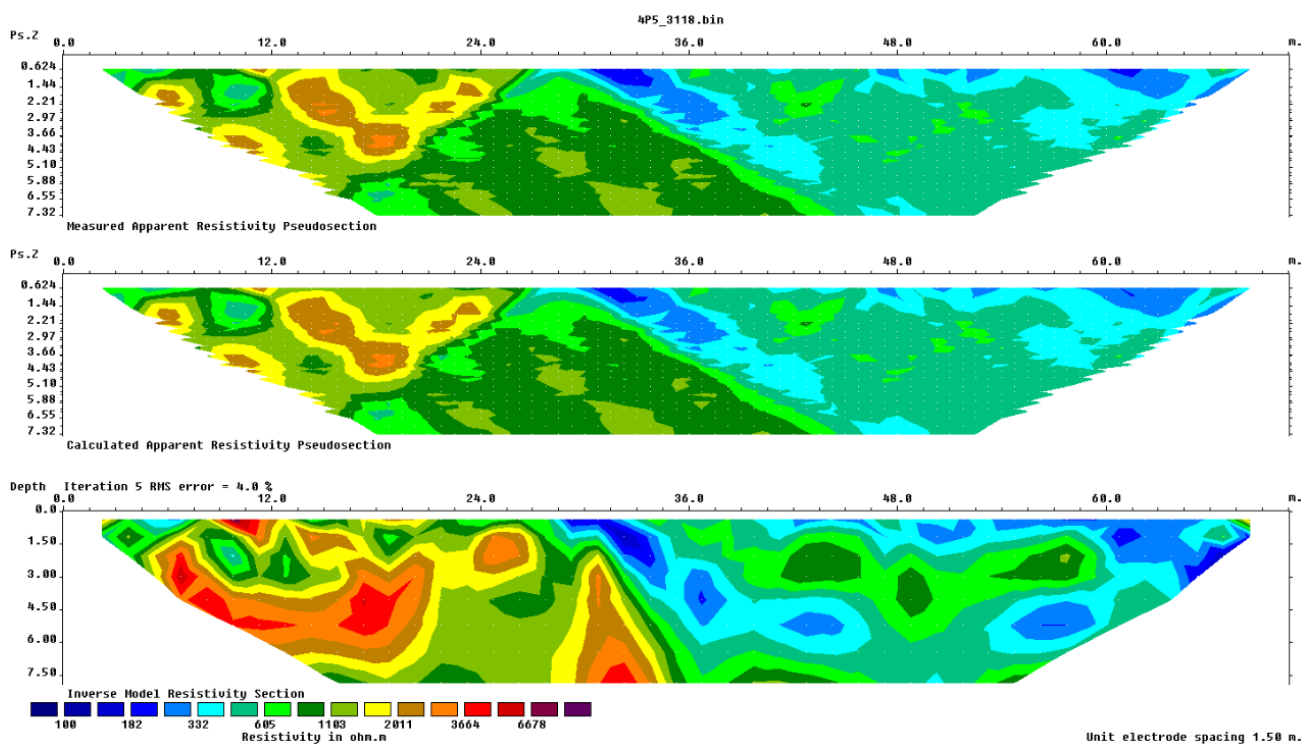 4P5_3118.bin
Ps.Z 0.0 12.0 24.0 36.0 48.0 60.0 m.
0.624
1.44
2.21
2.97
3.66
4.43
5.10
5.88
6.55
7.32
Measured Apparent Resistivity Pseudosection
Ps.Z 0.0 12.0 24.0 36.0 48.0 60.0 m.
0.624
1.44
2.21
2.97
3.66
4.43
5.10
5.88
6.55
7.32
Calculated Apparent Resistivity Pseudosection
Depth Iteration 5 RMS error = 4.0 %
0.0 12.0 24.0 36.0 48.0 60.0 m.
0.0
1.50
3.00
4.50
6.00
7.50
Inverse Model Resistivity Section
100 182 332 605 1103 2011 3664 6678
Resistivity in ohm.m Unit electrode spacing 1.50 m.